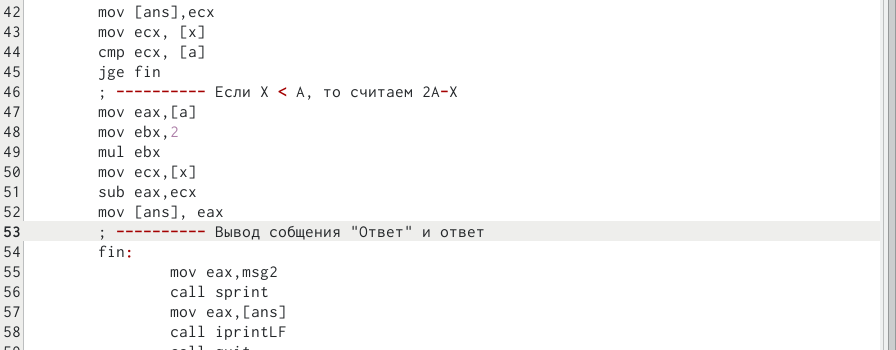 42 mov [ans],ecx
43 mov ecx, [x]
44 cmp ecx, [a]
45 jge fin
46 ; ---------- Если X < A, то считаем 2A-X
47 mov eax,[a]
48 mov ebx,2
49 mul ebx
50 mov ecx,[x]
51 sub eax,ecx
52 mov [ans], eax
53 ; ---------- Вывод собщения "Ответ" и ответ
54 fin:
55 mov eax,msg2
56 call sprint
57 mov eax,[ans]
58 call iprintLF